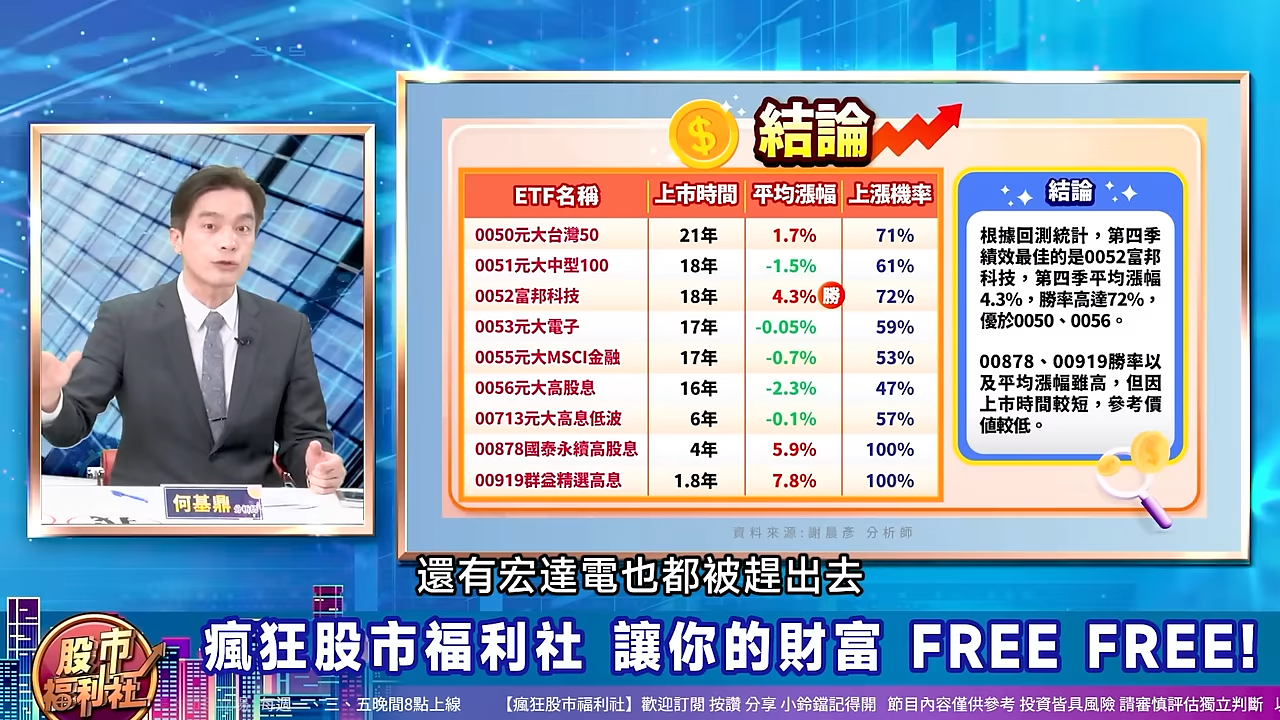 結論
ETF名稱 上市時間 平均漲幅 上漲機率
0050元大台灣50 21年 1.7% 71%
0051元大中型100 18年 -1.5% 61%
0052富邦科技 18年 4.3% 勝 72%
0053元大電子 17年 -0.05% 59%
0055元大MSCI金融 17年 -0.7% 53%
0056元大高股息 16年 -2.3% 47%
00713元大高息低波 6年 -0.1% 57%
00878國泰永續高股息 4年 5.9% 100%
00919群益精選高息 1.8年 7.8% 100%
結論
根據回測統計，第四季
績效最佳的是0052富邦
科技，第四季平均漲幅
4.3%，勝率高達72%，
優於0050、0056。
00878、00919勝率以
及平均漲幅雖高，但因
上市時間較短，參考價
值較低。
資料來源:謝晨彥 分析師
何基鼎
還有宏達電也都被趕出去
瘋狂股市福利社 讓你的財富 FREE FREE!
股市
福利社
每週一、三、五晚間8點上線 【瘋狂股市福利社】歡迎訂閱 按讚 分享 小鈴鐺記得開 節目內容僅供參考 投資皆具風險 請審慎評估獨立判斷